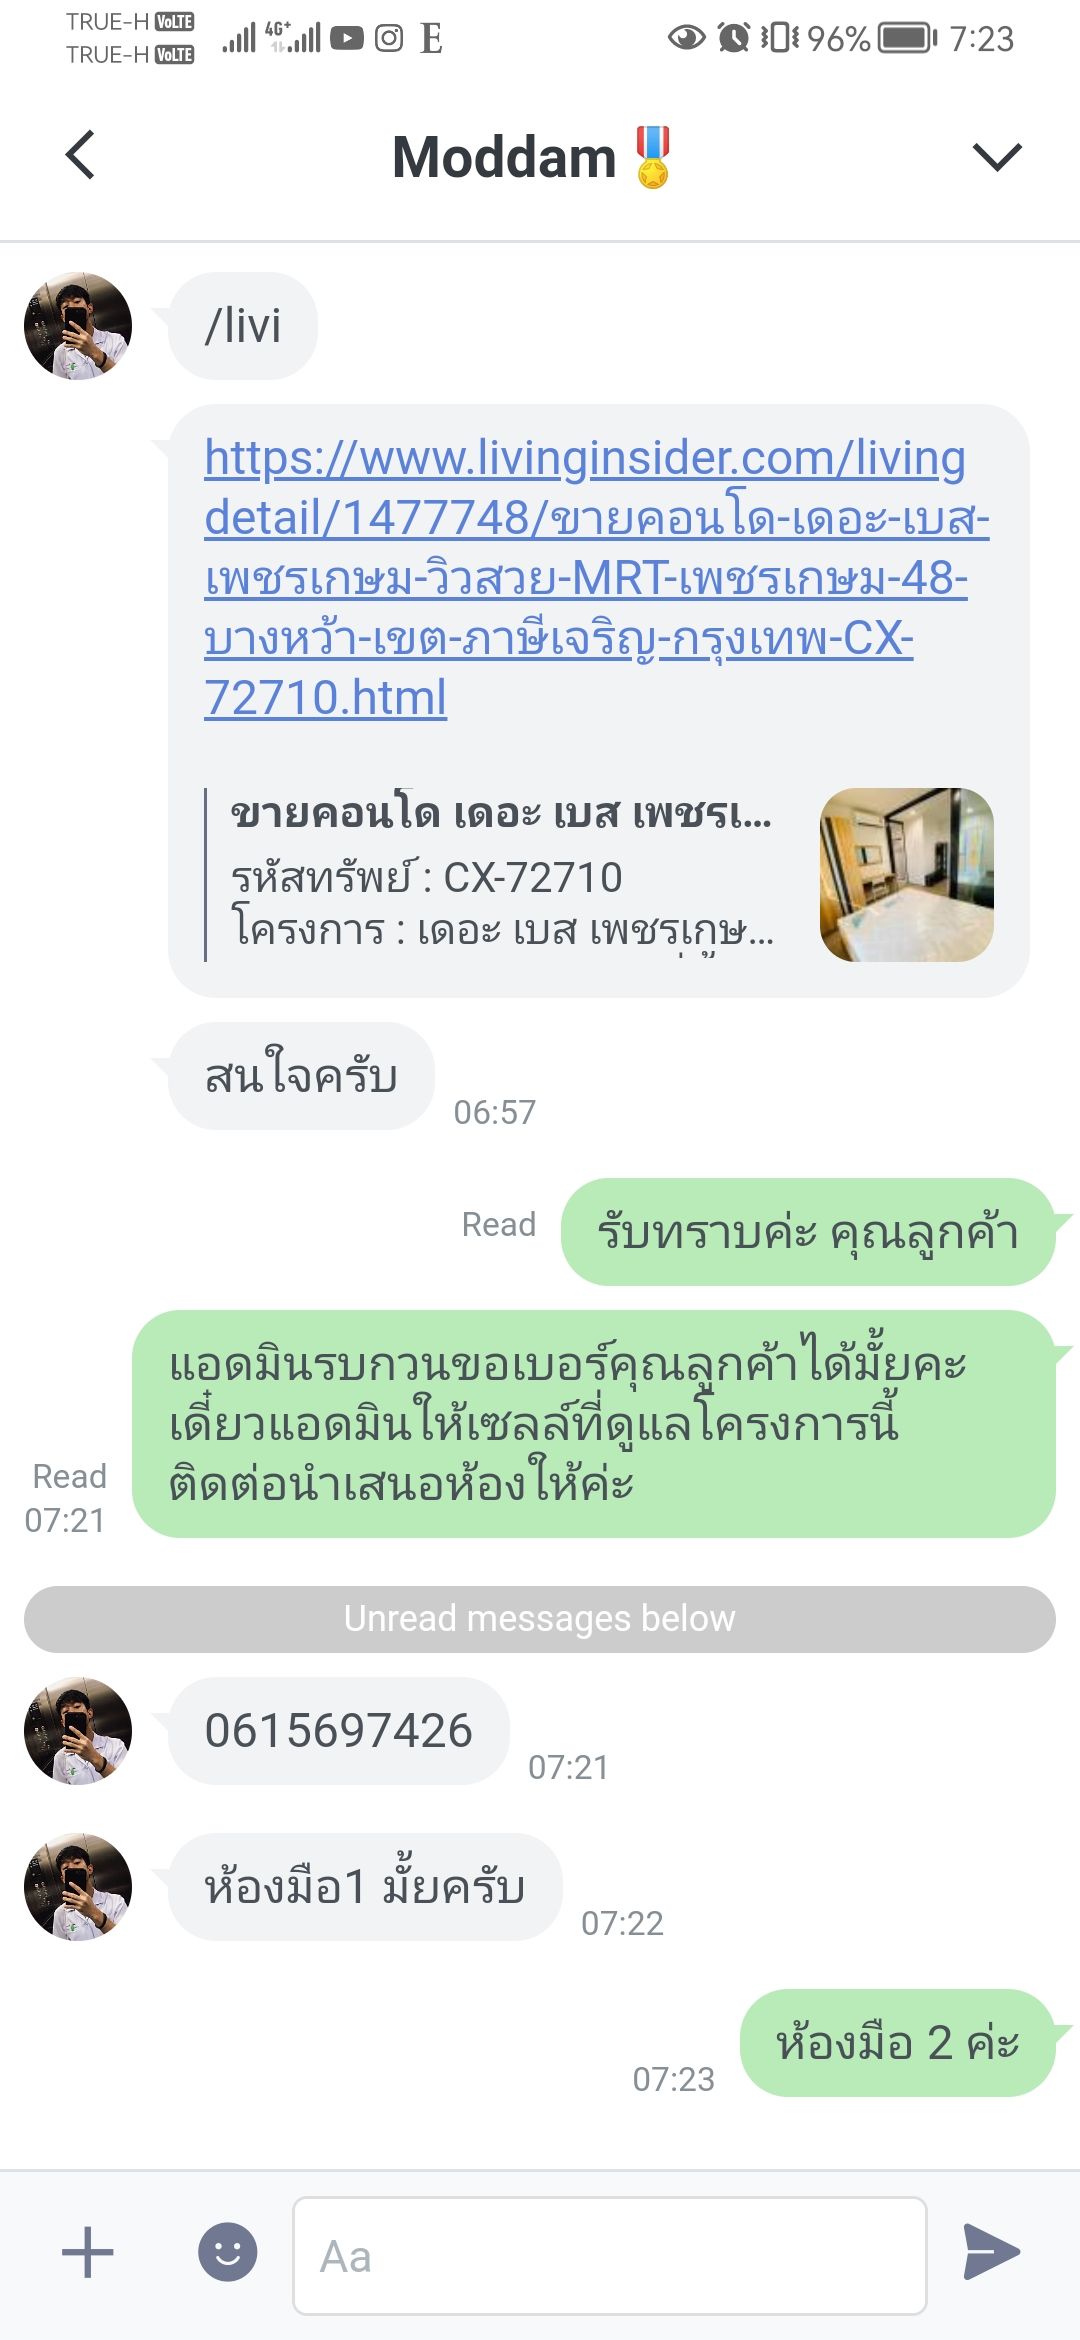 TRUE-H VoLTE
TRUE-H VoLTE
4G+
E
96%
7:23
Moddam🎖️
/livi
https://www.livinginsider.com/living
detail/1477748/ขายคอนโด-เดอะ-เบส-
เพชรเกษม-วิวสวย-MRT-เพชรเกษม-48-
บางหว้า-เขต-ภาษีเจริญ-กรุงเทพ-CX-
72710.html
ขายคอนโด เดอะ เบส เพชรเ...
รหัสทรัพย์ : CX-72710
โครงการ : เดอะ เบส เพชรเกษ...
สนใจครับ
06:57
Read
รับทราบค่ะ คุณลูกค้า
แอดมินรบกวนขอเบอร์คุณลูกค้าได้มั้ยคะ
เดี๋ยวแอดมินให้เซลล์ที่ดูแลโครงการนี้
ติดต่อนำเสนอห้องให้ค่ะ
Read
07:21
Unread messages below
0615697426
07:21
ห้องมือ1 มั้ยครับ
07:22
ห้องมือ 2 ค่ะ
07:23
Aa